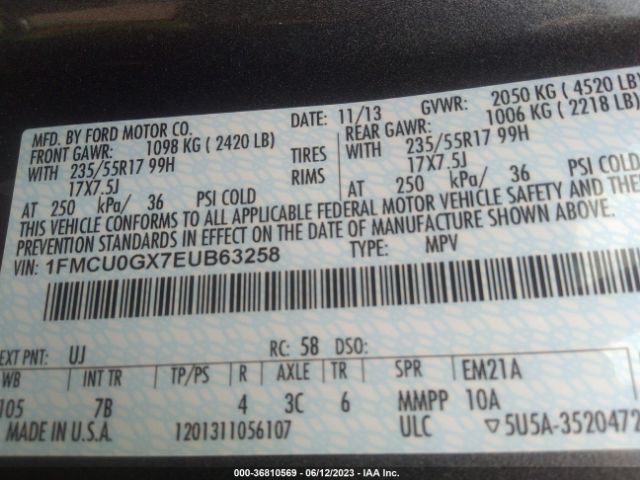 MFD. BY FORD MOTOR CO. DATE: 11/13 GVWR: 2050 KG ( 4520 LB)
FRONT GAWR: 1098 KG ( 2420 LB) REAR GAWR: 1006 KG ( 2218 LB)
WITH 235/55R17 99H TIRES WITH 235/55R17 99H
17X7.5J RIMS 17X7.5J
AT 250 kPa/ 36 PSI COLD AT 250 kPa/ 36 PSI COLD
THIS VEHICLE CONFORMS TO ALL APPLICABLE FEDERAL MOTOR VEHICLE SAFETY AND THEFT
PREVENTION STANDARDS IN EFFECT ON THE DATE OF MANUFACTURE SHOWN ABOVE.
VIN: 1FMCU0GX7EUB63258 TYPE: MPV
EXT PNT: UJ RC: 58 DSO:
WB INT TR TP/PS R AXLE TR SPR EM21A
105 7B 4 3C 6 MMPP 10A
MADE IN U.S.A. 1201311056107 ULC ▽5U5A-3520472
000-36810569 - 06/12/2023 - IAA Inc.